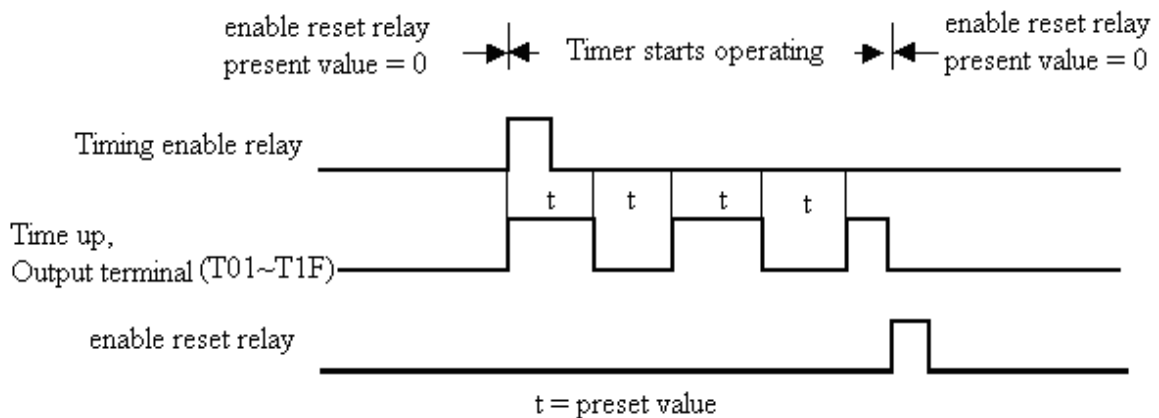 enable reset relay
present value = 0
Timer starts operating
enable reset relay
present value = 0
Timing enable relay
t
t
t
t
Time up,
Output terminal (T01~T1F)
enable reset relay
t = preset value